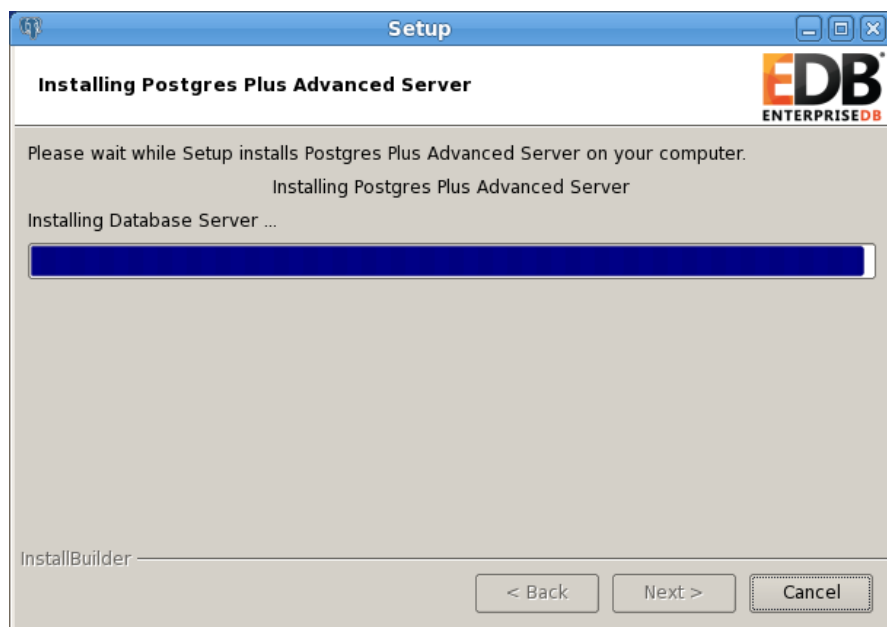 Setup
Installing Postgres Plus Advanced Server
EDB
ENTERPRISEDB
Please wait while Setup installs Postgres Plus Advanced Server on your computer.
Installing Postgres Plus Advanced Server
Installing Database Server ...
InstallBuilder
< Back
Next >
Cancel